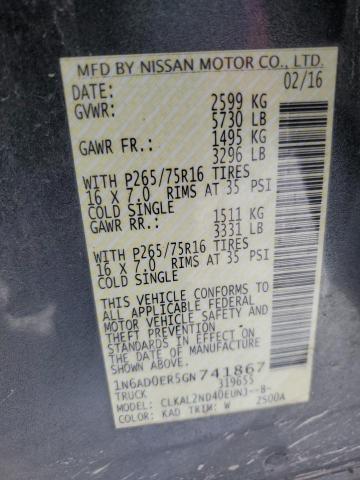 MFD BY NISSAN MOTOR CO., LTD.
DATE: 02/16
GVWR: 2599 KG
5730 LB
GAWR FR.: 1495 KG
3296 LB
WITH P265/75R16 TIRES
16 X 7.0 RIMS AT 35 PSI
COLD SINGLE
GAWR RR.: 1511 KG
3331 LB
WITH P265/75R16 TIRES
16 X 7.0 RIMS AT 35 PSI
COLD SINGLE
THIS VEHICLE CONFORMS TO
ALL APPLICABLE FEDERAL
MOTOR VEHICLE SAFETY AND
THEFT PREVENTION
STANDARDS IN EFFECT ON
THE DATE OF MANUFACTURE
SHOWN ABOVE.
1N6AD0ER5GN741867
TRUCK 319655
MODEL: CLKAL2ND40EUNJ--B-
COLOR: KAD TRIM: W 2500A